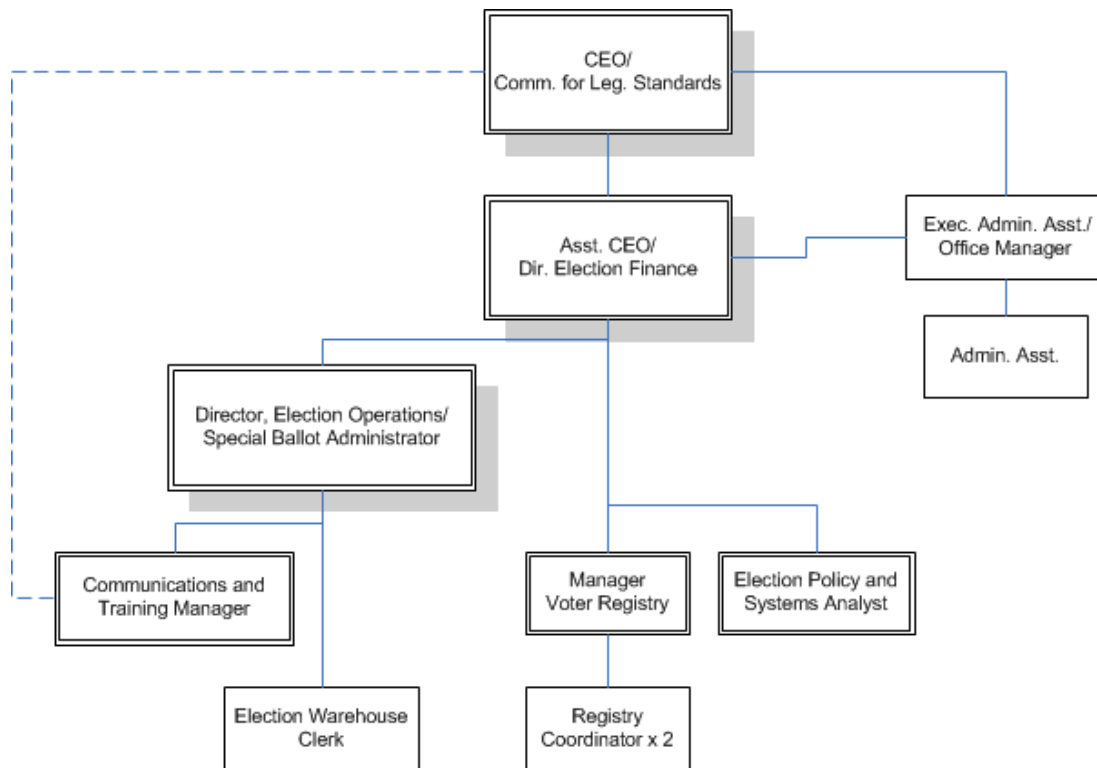 CEO/
Comm. for Leg. Standards
Asst. CEO/
Dir. Election Finance
Exec. Admin. Asst./
Office Manager
Admin. Asst.
Director, Election Operations/
Special Ballot Administrator
Communications and
Training Manager
Manager
Voter Registry
Election Policy and
Systems Analyst
Election Warehouse
Clerk
Registry
Coordinator x 2